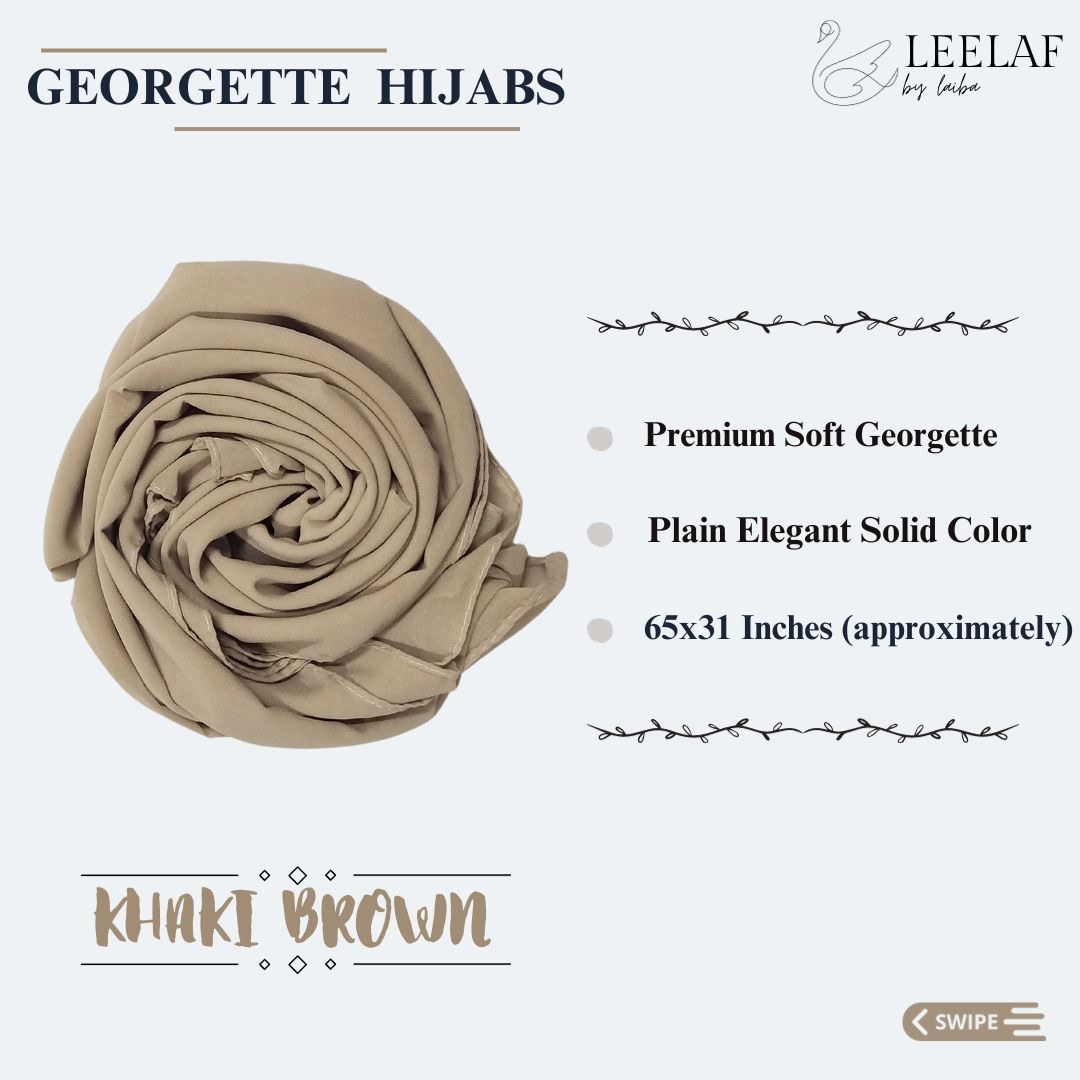 GEORGETTE HIJABS
LEELAF
by laiba
Premium Soft Georgette
Plain Elegant Solid Color
65x31 Inches (approximately)
KHAKI BROWN
SWIPE